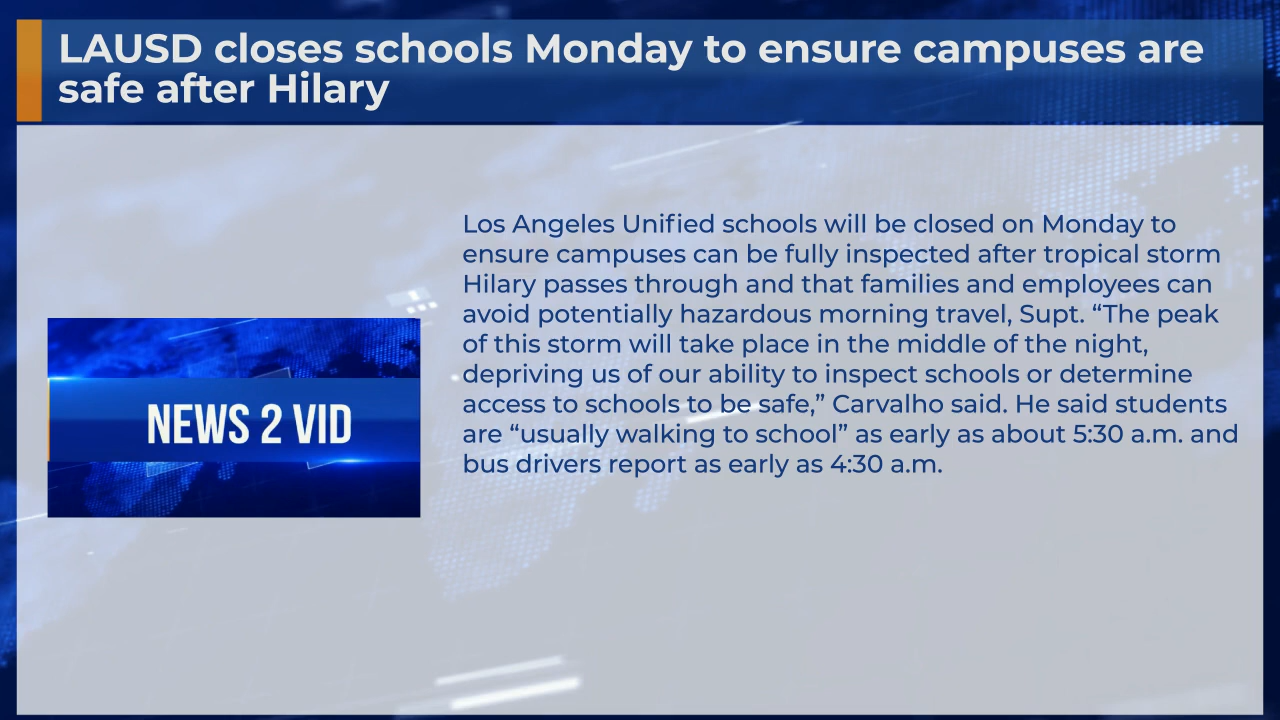 LAUSD closes schools Monday to ensure campuses are
safe after Hilary
Los Angeles Unified schools will be closed on Monday to
ensure campuses can be fully inspected after tropical storm
Hilary passes through and that families and employees can
avoid potentially hazardous morning travel, Supt. “The peak
of this storm will take place in the middle of the night,
depriving us of our ability to inspect schools or determine
access to schools to be safe,” Carvalho said. He said students
are “usually walking to school” as early as about 5:30 a.m. and
bus drivers report as early as 4:30 a.m.
NEWS 2 VID